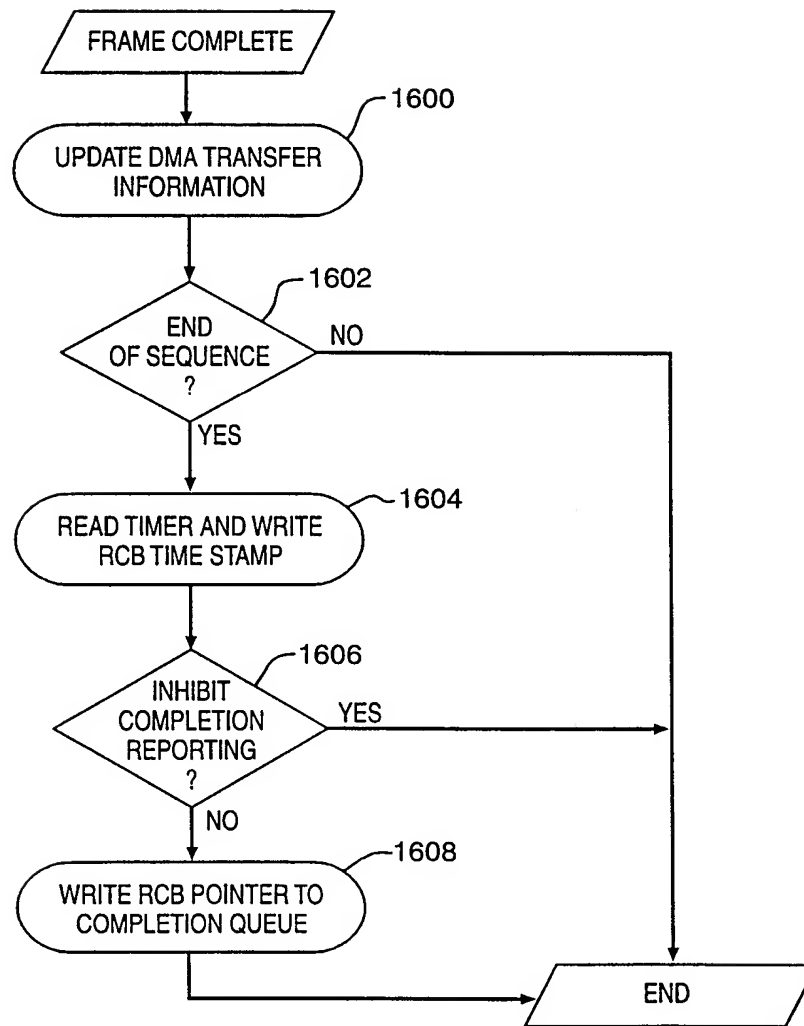 FRAME COMPLETE
1600
UPDATE DMA TRANSFER
INFORMATION
1602
END
OF SEQUENCE
?
NO
YES
1604
READ TIMER AND WRITE
RCB TIME STAMP
1606
INHIBIT
COMPLETION
REPORTING
?
YES
NO
1608
WRITE RCB POINTER TO
COMPLETION QUEUE
END